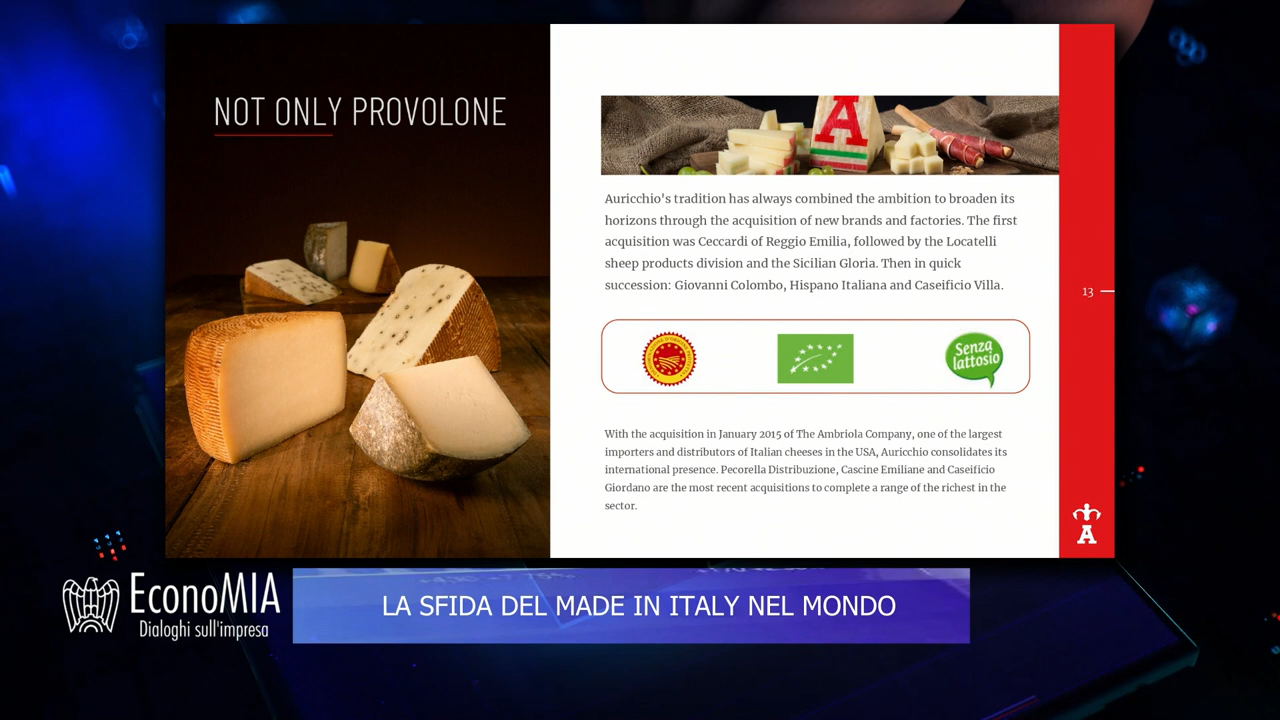 NOT ONLY PROVOLONE
A
Auricchio's tradition has always combined the ambition to broaden its
horizons through the acquisition of new brands and factories. The first
acquisition was Ceccardi of Reggio Emilia, followed by the Locatelli
sheep products division and the Sicilian Gloria. Then in quick
succession: Giovanni Colombo, Hispano Italiana and Caseificio Villa.
13
Senza
lattosio
With the acquisition in January 2015 of The Ambriola Company, one of the largest
importers and distributors of Italian cheeses in the USA, Auricchio consolidates its
international presence. Pecorella Distribuzione, Cascine Emiliane and Caseificio
Giordano are the most recent acquisitions to complete a range of the richest in the
sector.
A
EconoMIA
Dialoghi sull'impresa
LA SFIDA DEL MADE IN ITALY NEL MONDO